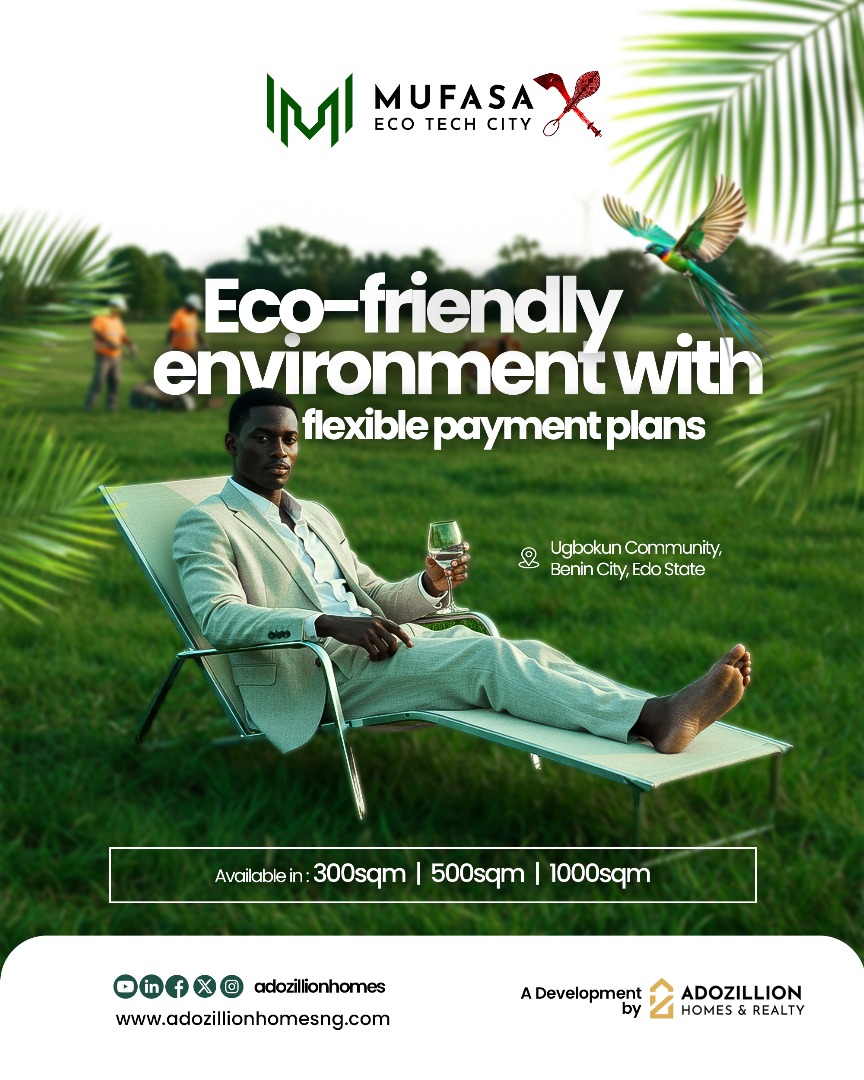 MUFASA
ECO TECH CITY
Eco-friendly
environment with
flexible payment plans
Ugbokun Community,
Benin City, Edo State
Available in : 300sqm | 500sqm | 1000sqm
adozillionhomes
www.adozillionhomesng.com
A Development
by
ADOZILLION
HOMES & REALTY